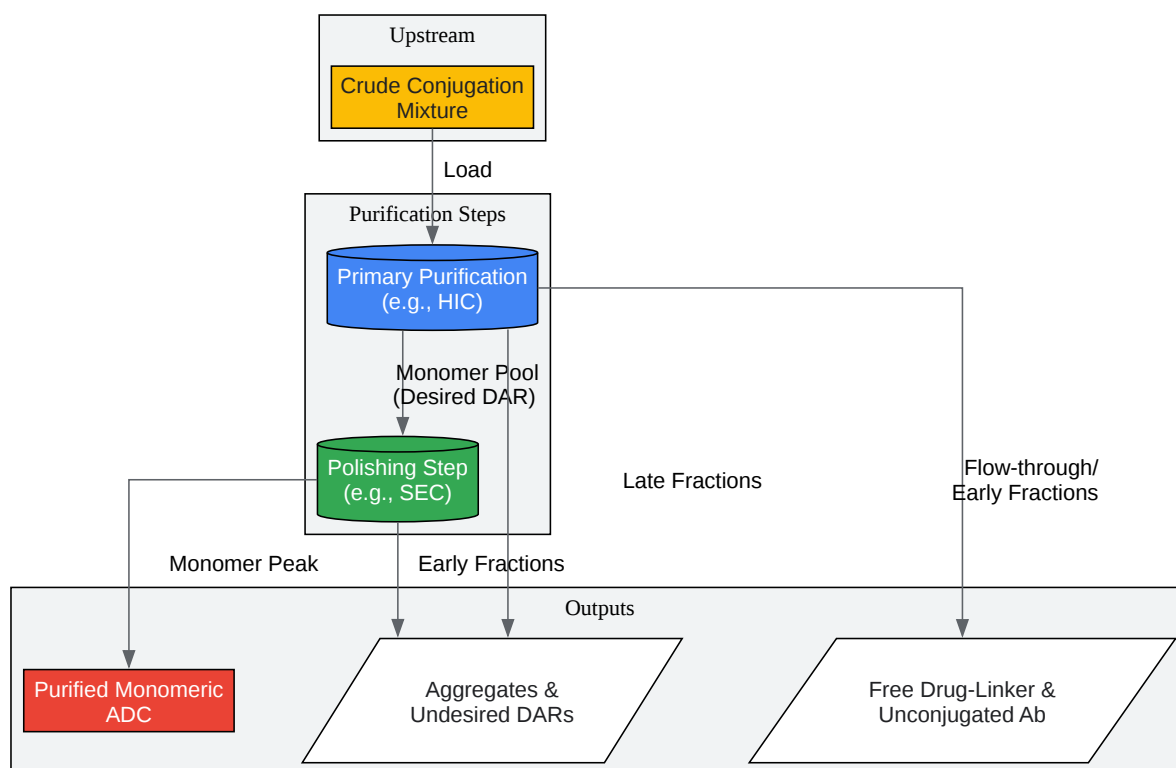 Upstream
Crude Conjugation
Mixture
Load
Purification Steps
Primary Purification
(e.g., HIC)
Monomer Pool
(Desired DAR)
Polishing Step
(e.g., SEC)
Late Fractions
Flow-through/
Early Fractions
Monomer Peak
Early Fractions
Outputs
Purified Monomeric
ADC
Aggregates &
Undesired DARs
Free Drug-Linker &
Unconjugated Ab